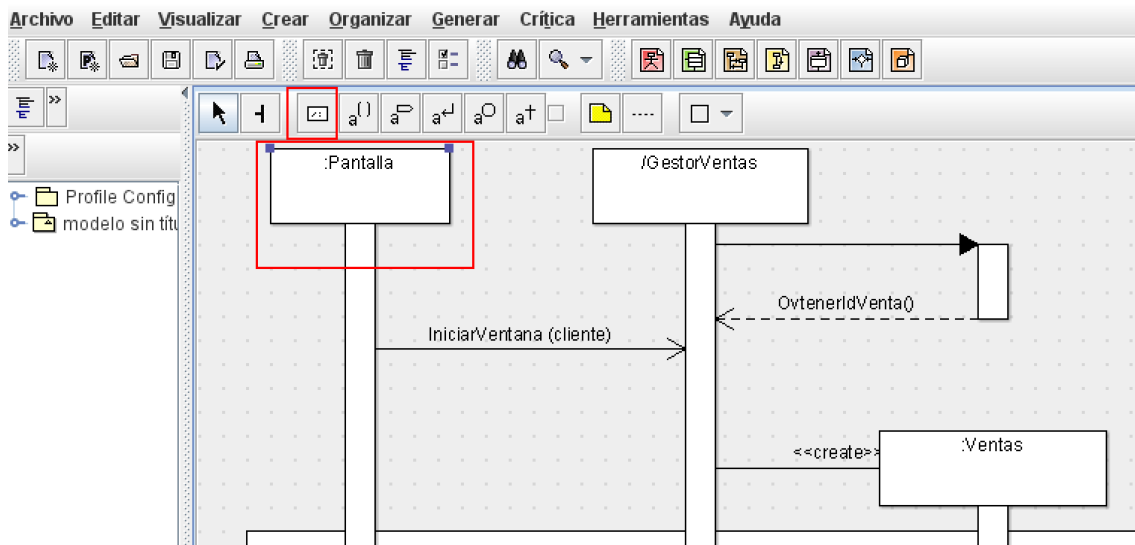 Archivo Editar Visualizar Crear Organizar Generar Crítica Herramientas Ayuda
a() a a a a†
:Pantalla
/GestorVentas
Profile Config
modelo sin títu
OvtenerIdVenta()
IniciarVentana (cliente)
<<create>>
:Ventas